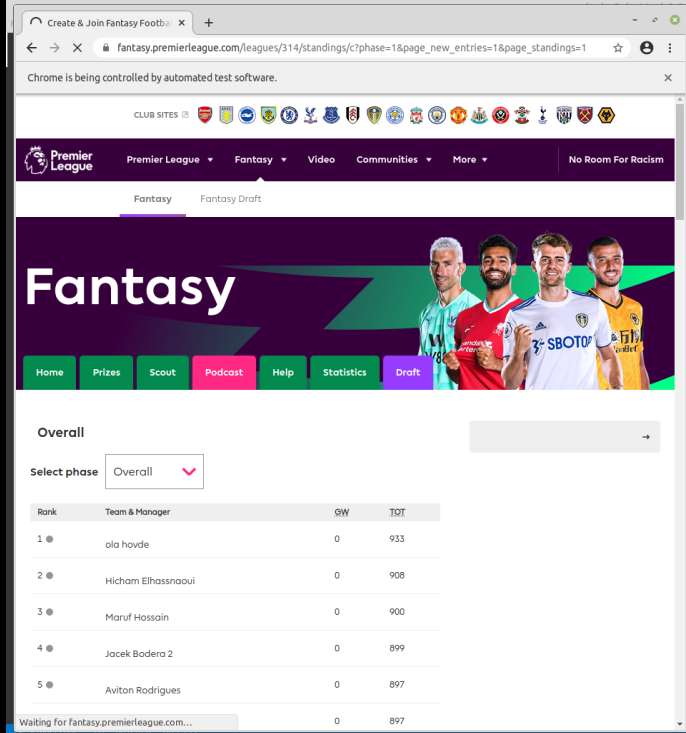 Create & Join Fantasy Footba
fantasy.premierleague.com/leagues/314/standings/c?phase=1&page_new_entries=1&page_standings=1
Chrome is being controlled by automated test software.
CLUB SITES
Premier League
Premier League
Fantasy
Video
Communities
More
No Room For Racism
Fantasy
Fantasy Draft
Fantasy
SBOTOP
Home
Prizes
Scout
Podcast
Help
Statistics
Draft
Overall
Select phase Overall
Rank Team & Manager GW TOT
1 ola hovde 0 933
2 Hicham Elhassnaoui 0 908
3 Maruf Hossain 0 900
4 Jacek Bodera 2 0 899
5 Aviton Rodrigues 0 897
0 897
Waiting for fantasy.premierleague.com...